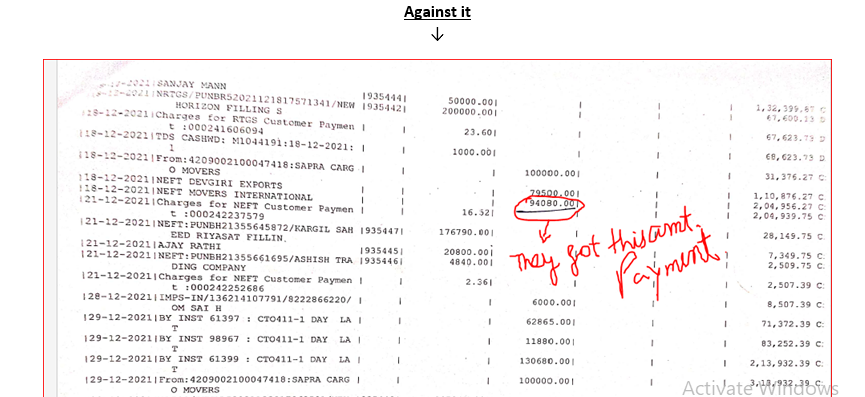 Against it
↓
-2021|SANJAY MANN |935444| 50000.00|
-2021|NRTGS/PUNBR52021121817571341/NEW |935442| 200000.00| | | | 1,32,399.87 C
HORIZON FILLING S | 67,600.13 D
|18-12-2021|Charges for RTGS Customer Paymen | | 23.60| | | | 67,623.73 D
t :000241606094
|18-12-2021|TDS CASHWD: M1044191:18-12-2021: | | 1000.00| | | | 68,623.73 D
1
|18-12-2021|From:4209002100047418:SAPRA CARG | | | 100000.00| | | 31,376.27 C
O MOVERS
|18-12-2021|NEFT DEVGIRI EXPORTS | | | 79500.00| | | 1,10,876.27 C
|18-12-2021|NEFT MOVERS INTERNATIONAL | | | 94080.00| | | 2,04,956.27 C
|21-12-2021|Charges for NEFT Customer Paymen | | 16.52| | | | 2,04,939.75 C
t :000242237579
|21-12-2021|NEFT:PUNBH21355645872/KARGIL SAH |935447| 176790.00| | | | 28,149.75 C
EED RIYASAT FILLIN.
|21-12-2021|AJAY RATHI |935445| 20800.00| | | | 7,349.75 C
|21-12-2021|NEFT:PUNBH21355661695/ASHISH TRA |935446| 4840.00| | | | 2,509.75 C
DING COMPANY
|21-12-2021|Charges for NEFT Customer Paymen | | 2.36| | | | 2,507.39 C
t :000242252686
|28-12-2021|IMPS-IN/136214107791/8222866220/ | | | 6000.00| | | 8,507.39 C
OM SAI H
|29-12-2021|BY INST 61397 : CTO411-1 DAY LA | | | 62865.00| | | 71,372.39 C
T
|29-12-2021|BY INST 98967 : CTO411-1 DAY LA | | | 11880.00| | | 83,252.39 C
T
|29-12-2021|BY INST 61399 : CTO411-1 DAY LA | | | 130680.00| | | 2,13,932.39 C
T
|29-12-2021|From:4209002100047418:SAPRA CARG | | | 100000.00| | | 3,13,932.39 C
O MOVERS
They got this amt.
Payment
Activate Windows